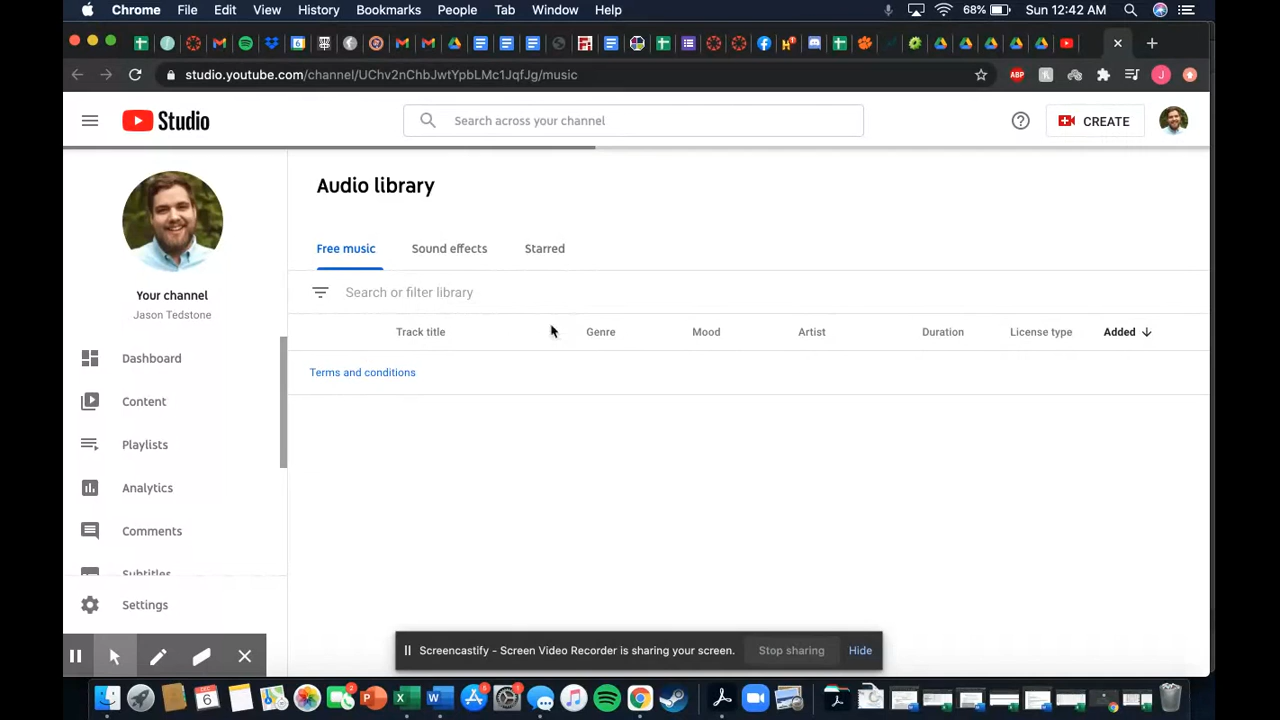 Chrome File Edit View History Bookmarks People Tab Window Help 68% Sun 12:42 AM
studio.youtube.com/channel/UChv2nChbJwtYpbLMc1JqfJg/music ABP J
Studio Search across your channel CREATE
Audio library
Free music Sound effects Starred
Your channel
Jason Tedstone
Search or filter library
Track title Genre Mood Artist Duration License type Added
Dashboard
Terms and conditions
Content
Playlists
Analytics
Comments
Subtitles
Settings
Screencastify - Screen Video Recorder is sharing your screen. Stop sharing Hide